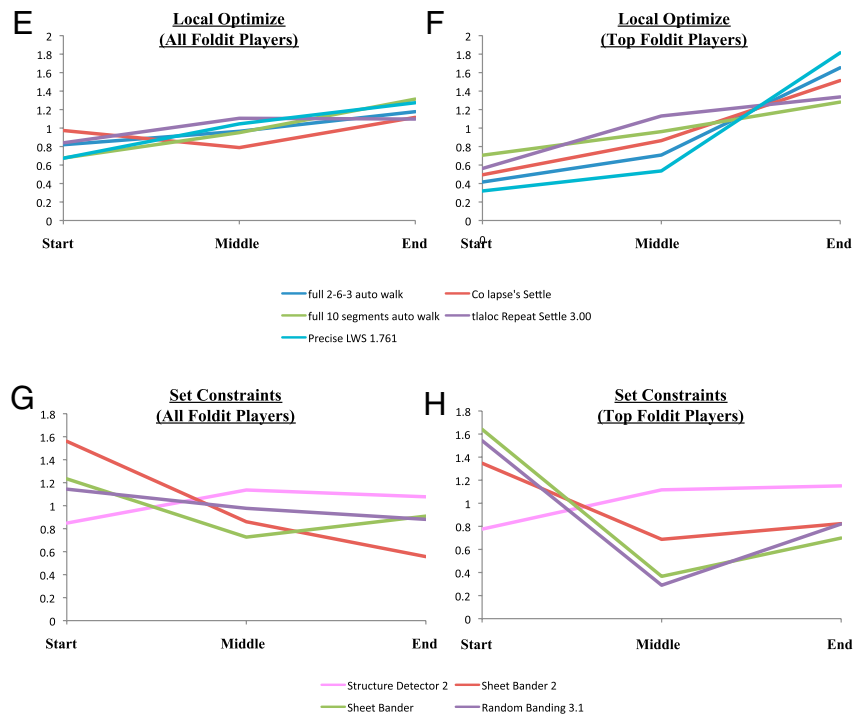 E
Local Optimize
(All Foldit Players)
2
1.8
1.6
1.4
1.2
1
0.8
0.6
0.4
0.2
0
Start Middle End
F
Local Optimize
(Top Foldit Players)
2
1.8
1.6
1.4
1.2
1
0.8
0.6
0.4
0.2
0
Start Middle End
full 2-6-3 auto walk Co lapse's Settle
full 10 segments auto walk tlaloc Repeat Settle 3.00
Precise LWS 1.761
G
Set Constraints
(All Foldit Players)
1.8
1.6
1.4
1.2
1
0.8
0.6
0.4
0.2
0
Start Middle End
H
Set Constraints
(Top Foldit Players)
1.8
1.6
1.4
1.2
1
0.8
0.6
0.4
0.2
0
Start Middle End
Structure Detector 2 Sheet Bander 2
Sheet Bander Random Banding 3.1